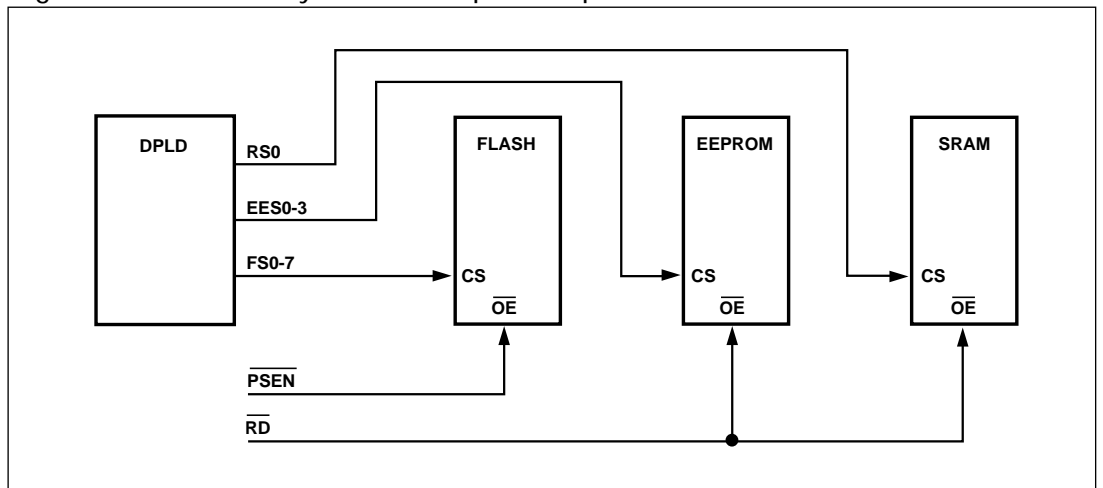 DPLD
RS0
EES0-3
FS0-7
FLASH
CS
OE
EEPROM
CS
OE
SRAM
CS
OE
PSEN
RD